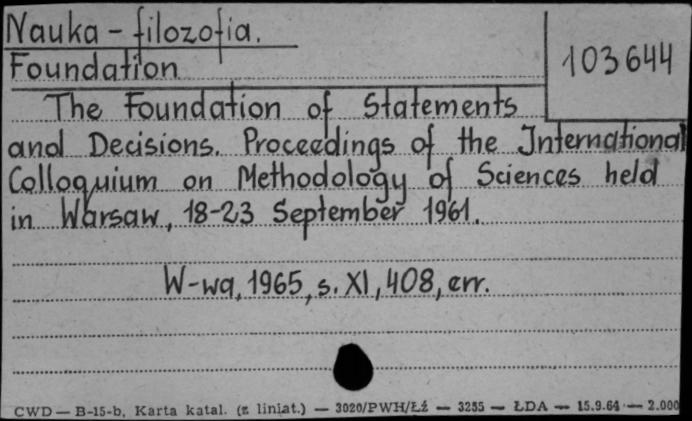 Nauka - filozofia.
103644
Foundation
The Foundation of Statements
and Decisions. Proceedings of the International
Colloquium on Methodology of Sciences held
in Warsaw, 18-23 September 1961.
W-wa, 1965, s. XI, 408, err.
CWD — B-15-b. Karta katal. (z liniat.) — 3020/PWH/Łź — 3255 — ŁDA — 15.9.64 — 2.000